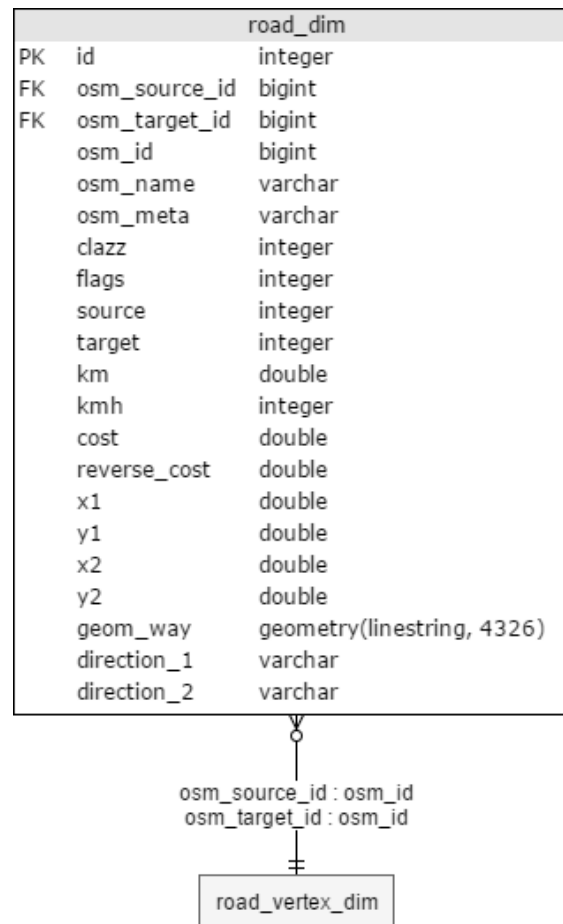 road_dim
PK id integer
FK osm_source_id bigint
FK osm_target_id bigint
osm_id bigint
osm_name varchar
osm_meta varchar
clazz integer
flags integer
source integer
target integer
km double
kmh integer
cost double
reverse_cost double
x1 double
y1 double
x2 double
y2 double
geom_way geometry(linestring, 4326)
direction_1 varchar
direction_2 varchar
osm_source_id : osm_id
osm_target_id : osm_id
road_vertex_dim